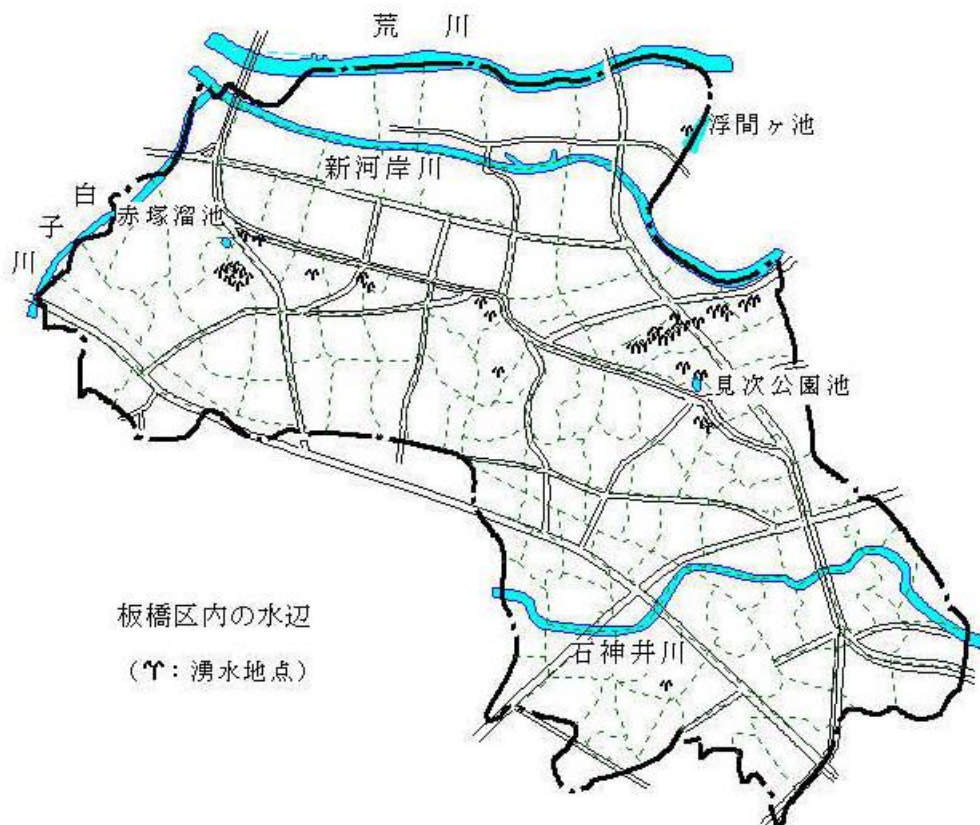 荒川
浮間ヶ池
新河岸川
白子川
赤塚溜池
見次公園池
板橋区内の水辺
(♈: 湧水地点)
石神井川